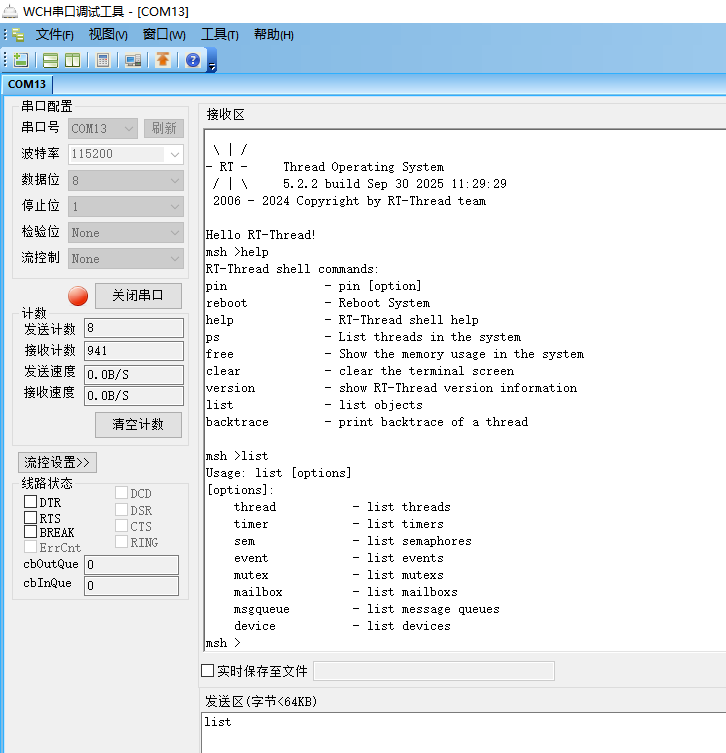 WCH串口调试工具 - [COM13]
文件(F) 视图(V) 窗口(W) 工具(T) 帮助(H)
COM13
串口配置
串口号 COM13 刷新
波特率 115200
数据位 8
停止位 1
检验位 None
流控制 None
关闭串口
计数
发送计数 8
接收计数 941
发送速度 0.0B/S
接收速度 0.0B/S
清空计数
流控设置>>
线路状态
DTR DCD
RTS DSR
BREAK CTS
ErrCnt RING
cbOutQue 0
cbInQue 0
接收区
\ | /
- RT - Thread Operating System
/ | \ 5.2.2 build Sep 30 2025 11:29:29
2006 - 2024 Copyright by RT-Thread team
Hello RT-Thread!
msh >help
RT-Thread shell commands:
pin - pin [option]
reboot - Reboot System
help - RT-Thread shell help
ps - List threads in the system
free - Show the memory usage in the system
clear - clear the terminal screen
version - show RT-Thread version information
list - list objects
backtrace - print backtrace of a thread
msh >list
Usage: list [options]
[options]:
thread - list threads
timer - list timers
sem - list semaphores
event - list events
mutex - list mutexs
mailbox - list mailboxs
msgqueue - list message queues
device - list devices
msh >
实时保存至文件
发送区(字节<64KB)
list